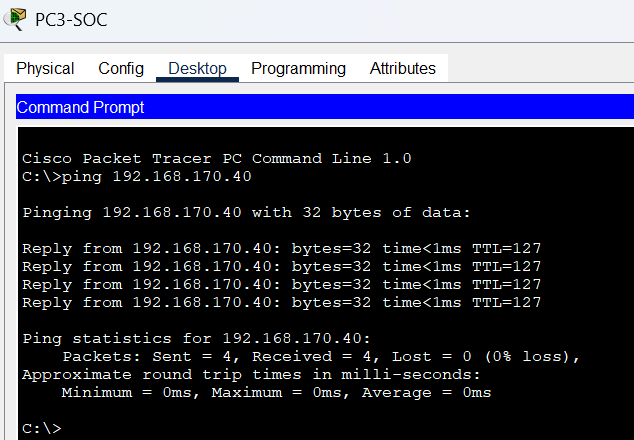 PC3-SOC
Physical Config Desktop Programming Attributes
Command Prompt
Cisco Packet Tracer PC Command Line 1.0
C:\>ping 192.168.170.40
Pinging 192.168.170.40 with 32 bytes of data:
Reply from 192.168.170.40: bytes=32 time<1ms TTL=127
Reply from 192.168.170.40: bytes=32 time<1ms TTL=127
Reply from 192.168.170.40: bytes=32 time<1ms TTL=127
Reply from 192.168.170.40: bytes=32 time<1ms TTL=127
Ping statistics for 192.168.170.40:
Packets: Sent = 4, Received = 4, Lost = 0 (0% loss),
Approximate round trip times in milli-seconds:
Minimum = 0ms, Maximum = 0ms, Average = 0ms
C:\>